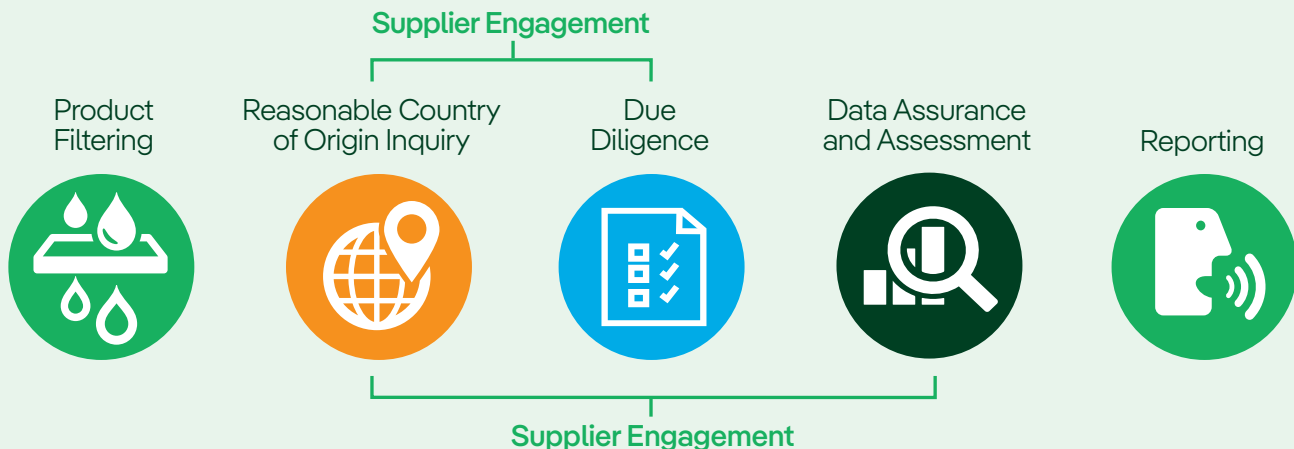 Supplier Engagement
Product
Filtering
Reasonable Country
of Origin Inquiry
Due
Diligence
Data Assurance
and Assessment
Reporting
Supplier Engagement